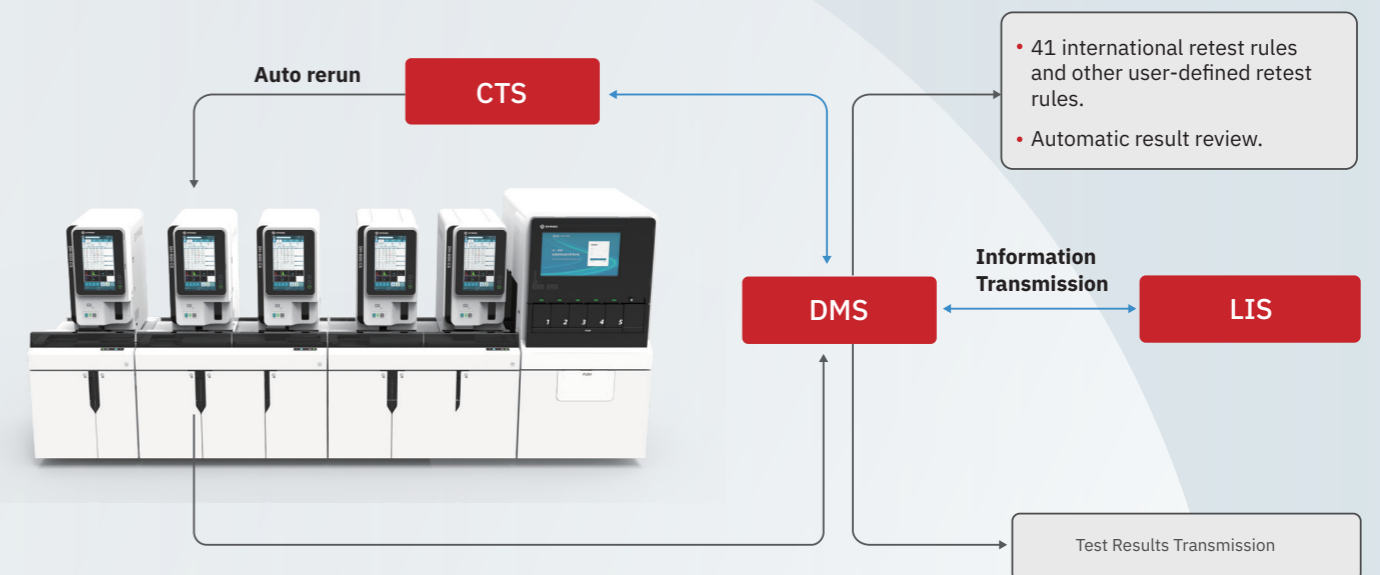 Auto rerun
CTS
• 41 international retest rules
and other user-defined retest
rules.
• Automatic result review.
Information
Transmission
DMS
LIS
1 2 3 4 5
PUSH
Test Results Transmission